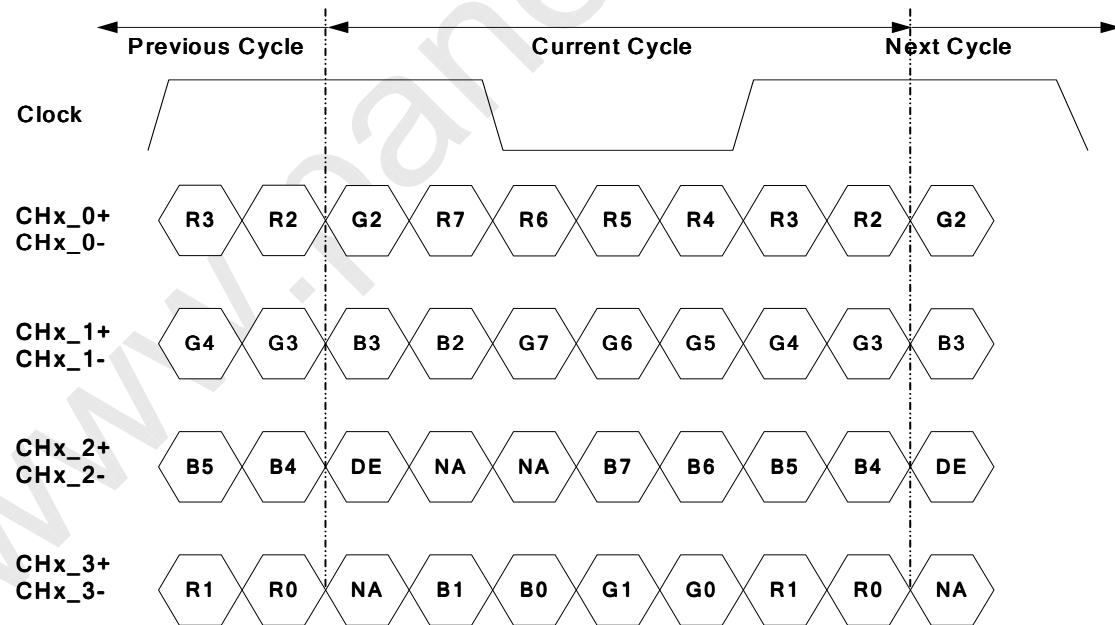 Previous Cycle Current Cycle Next Cycle
Clock
CHx_0+
CHx_0-
R3 R2 G2 R7 R6 R5 R4 R3 R2 G2
CHx_1+
CHx_1-
G4 G3 B3 B2 G7 G6 G5 G4 G3 B3
CHx_2+
CHx_2-
B5 B4 DE NA NA B7 B6 B5 B4 DE
CHx_3+
CHx_3-
R1 R0 NA B1 B0 G1 G0 R1 R0 NA